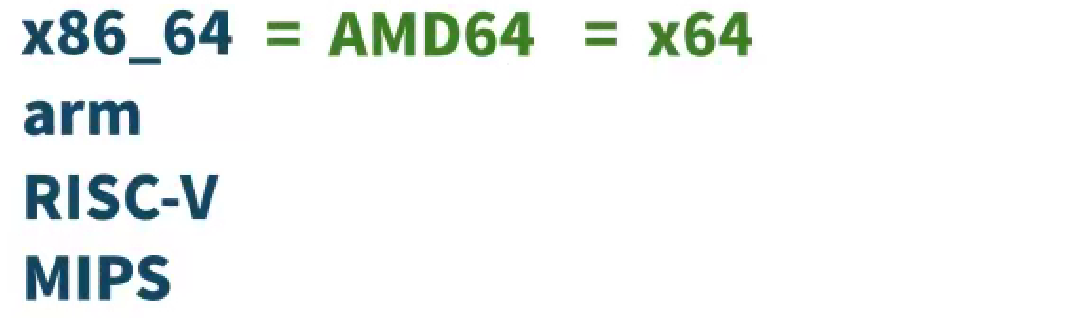 x86_64 = AMD64 = x64
arm
RISC-V
MIPS